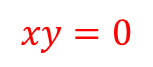 xy = 0